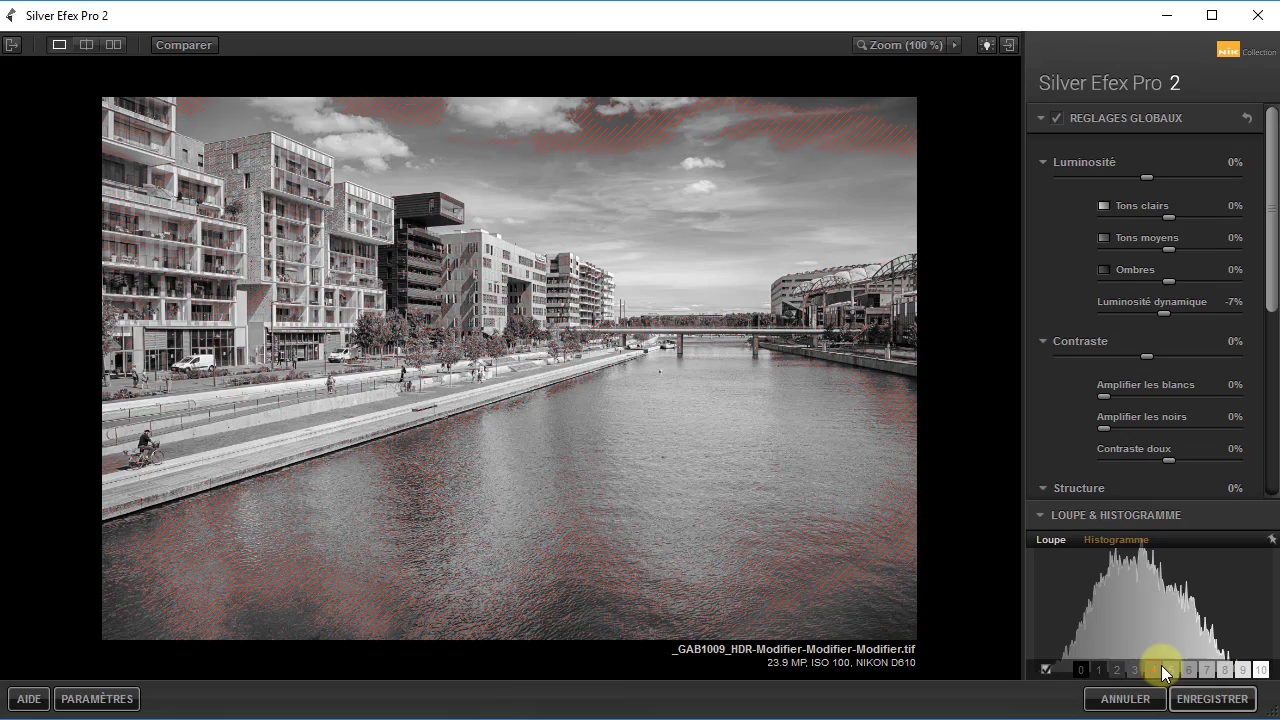 Silver Efex Pro 2
Comparer
Zoom (100 %)
NiK Collection
Silver Efex Pro 2
REGLAGES GLOBAUX
Luminosité 0%
Tons clairs 0%
Tons moyens 0%
Ombres 0%
Luminosité dynamique -7%
Contraste 0%
Amplifier les blancs 0%
Amplifier les noirs 0%
Contraste doux 0%
Structure 0%
LOUPE & HISTOGRAMME
Loupe Histogramme
0 1 2 3 4 5 6 7 8 9 10
_GAB1009_HDR-Modifier-Modifier-Modifier.tif
23.9 MP, ISO 100, NIKON D610
AIDE PARAMÈTRES ANNULER ENREGISTRER